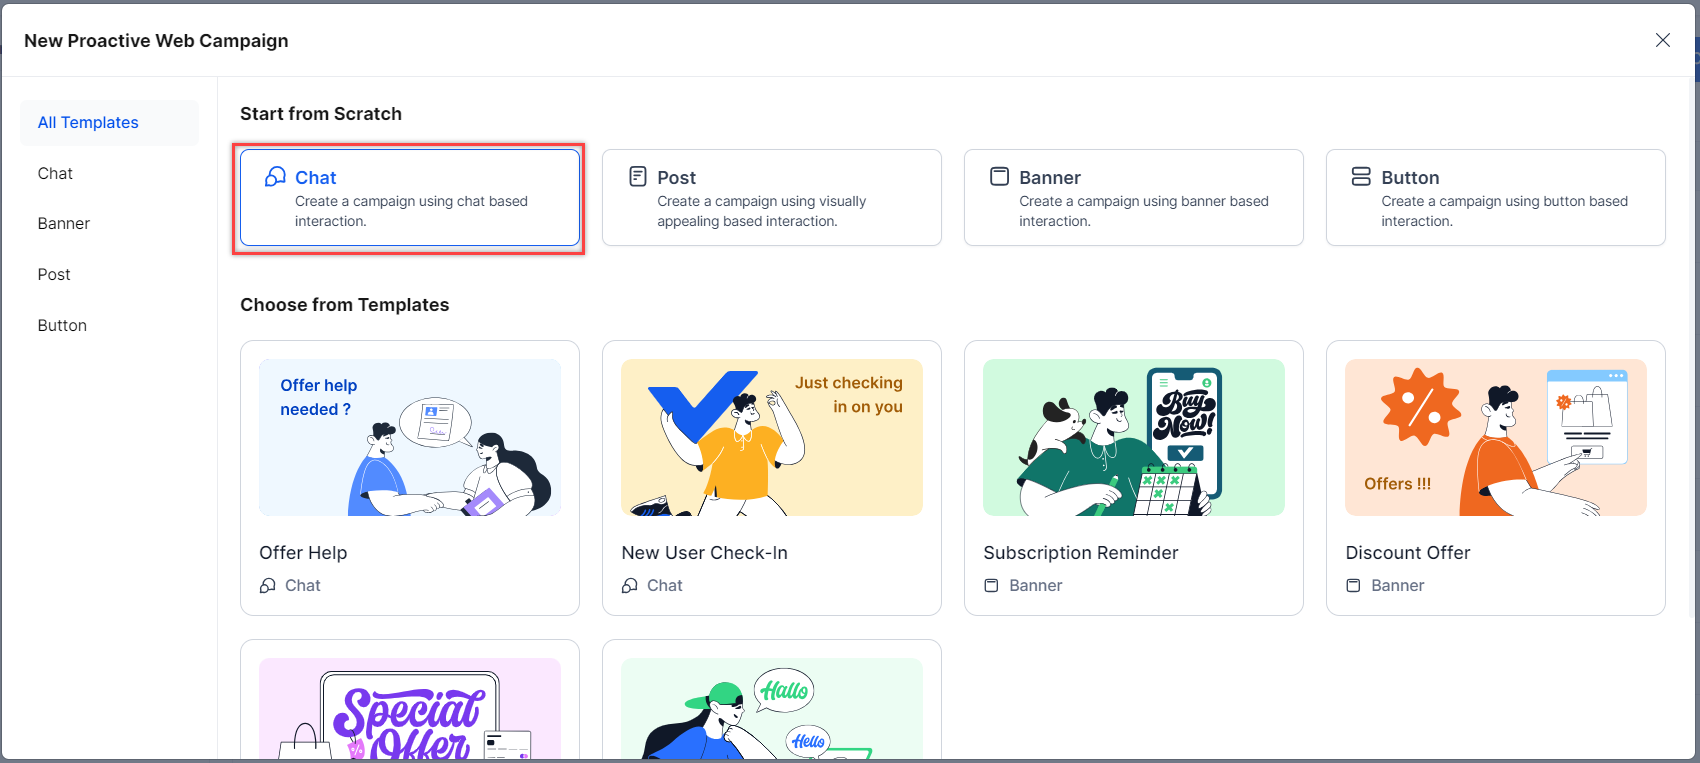 New Proactive Web Campaign
All Templates
Chat
Banner
Post
Button
Start from Scratch
Chat
Create a campaign using chat based
interaction.
Post
Create a campaign using visually
appealing based interaction.
Banner
Create a campaign using banner based
interaction.
Button
Create a campaign using button based
interaction.
Choose from Templates
Offer help
needed ?
Offer Help
Chat
Just checking
in on you
New User Check-In
Chat
Buy
Now!
Subscription Reminder
Banner
Offers !!!
Discount Offer
Banner
Special
Offer
Hallo
Hello